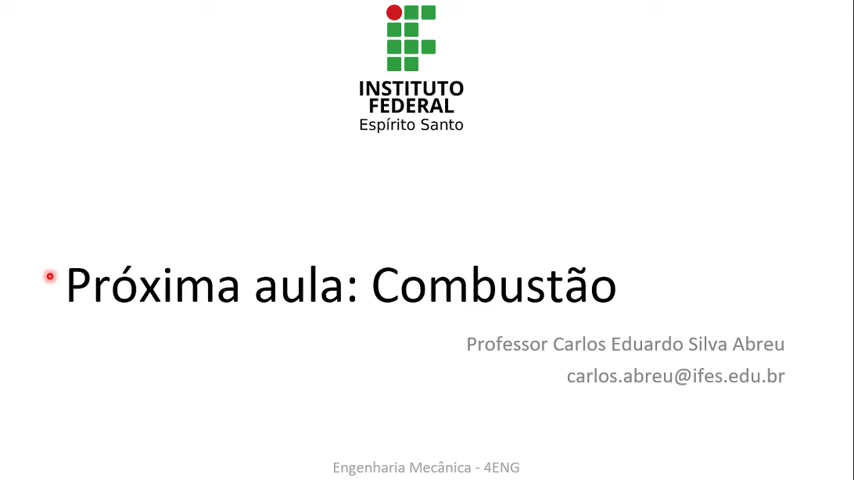 INSTITUTO
FEDERAL
Espírito Santo
Próxima aula: Combustão
Professor Carlos Eduardo Silva Abreu
carlos.abreu@ifes.edu.br
Engenharia Mecânica - 4ENG